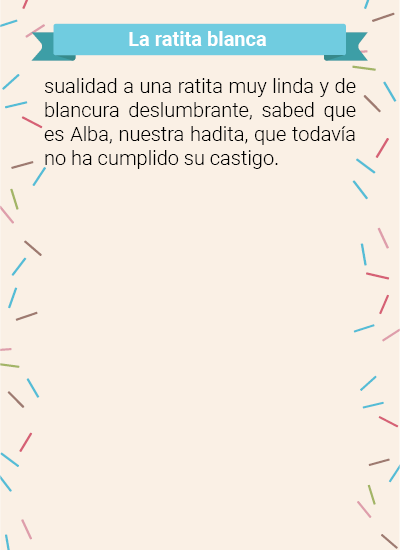 La ratita blanca
sualidad a una ratita muy linda y de
blancura deslumbrante, sabed que
es Alba, nuestra hadita, que todavía
no ha cumplido su castigo.